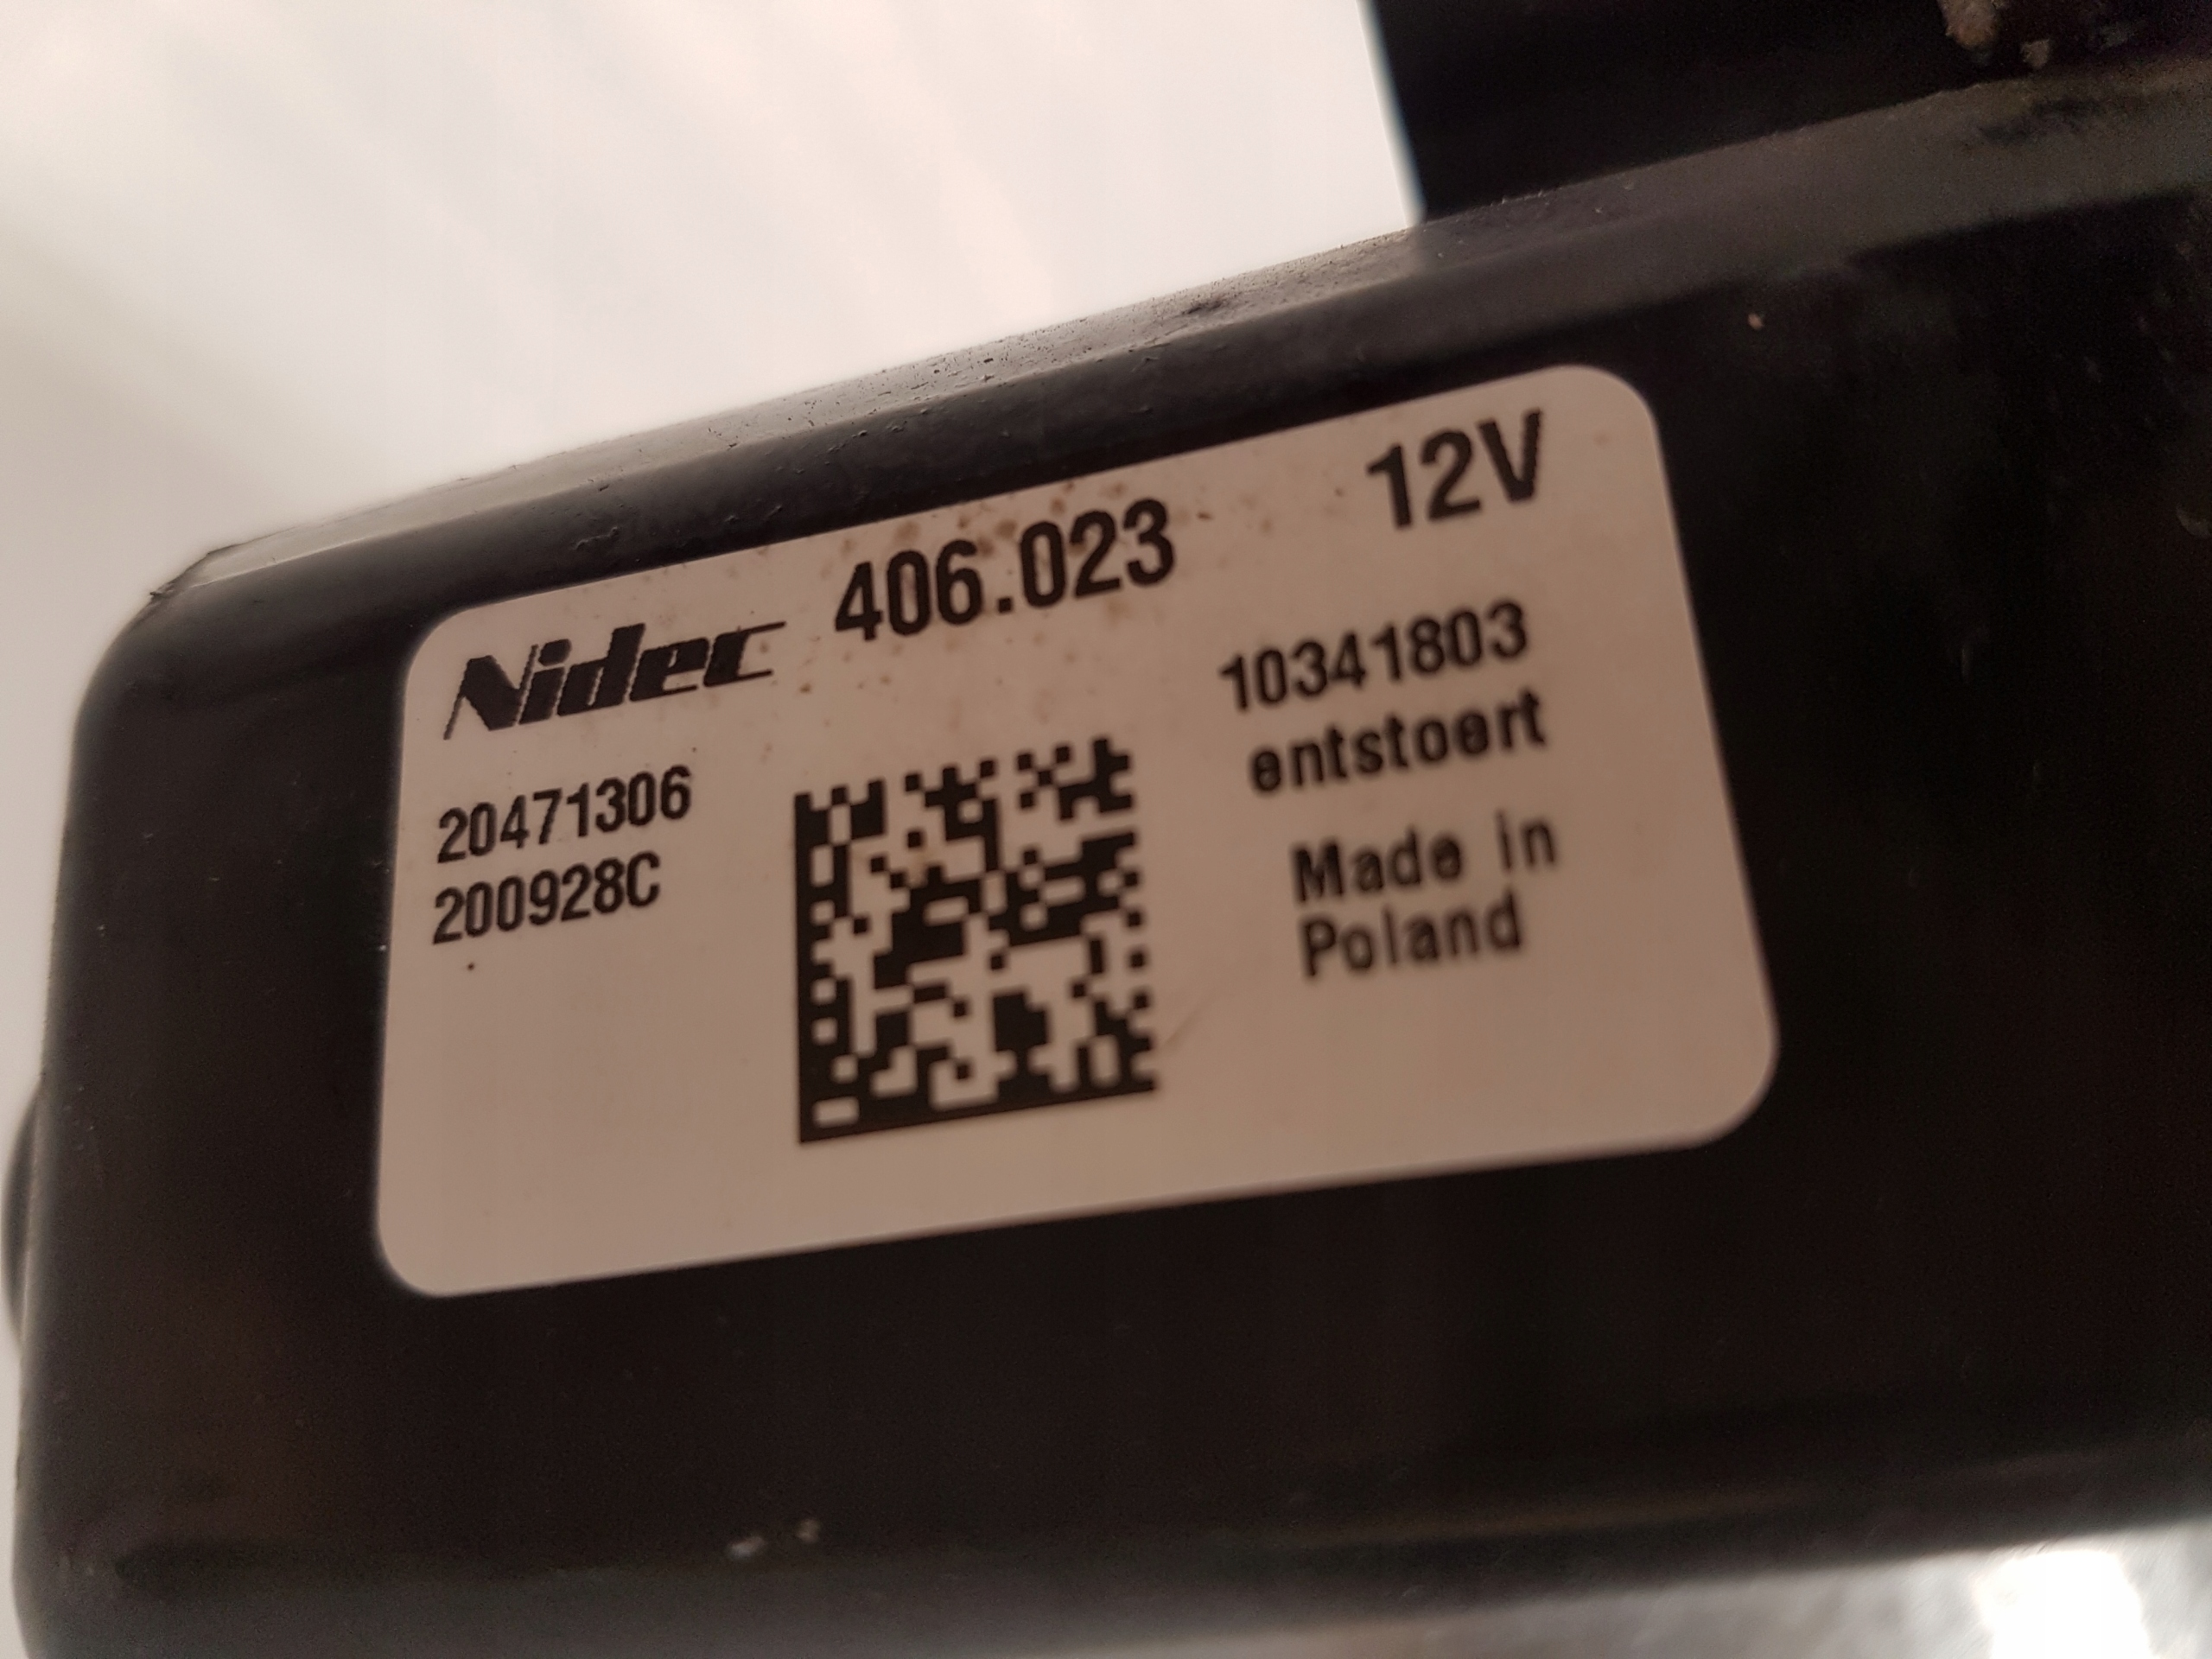 Nidec 406.023 12V
20471306
200928C
10341803
entstoert
Made in
Poland